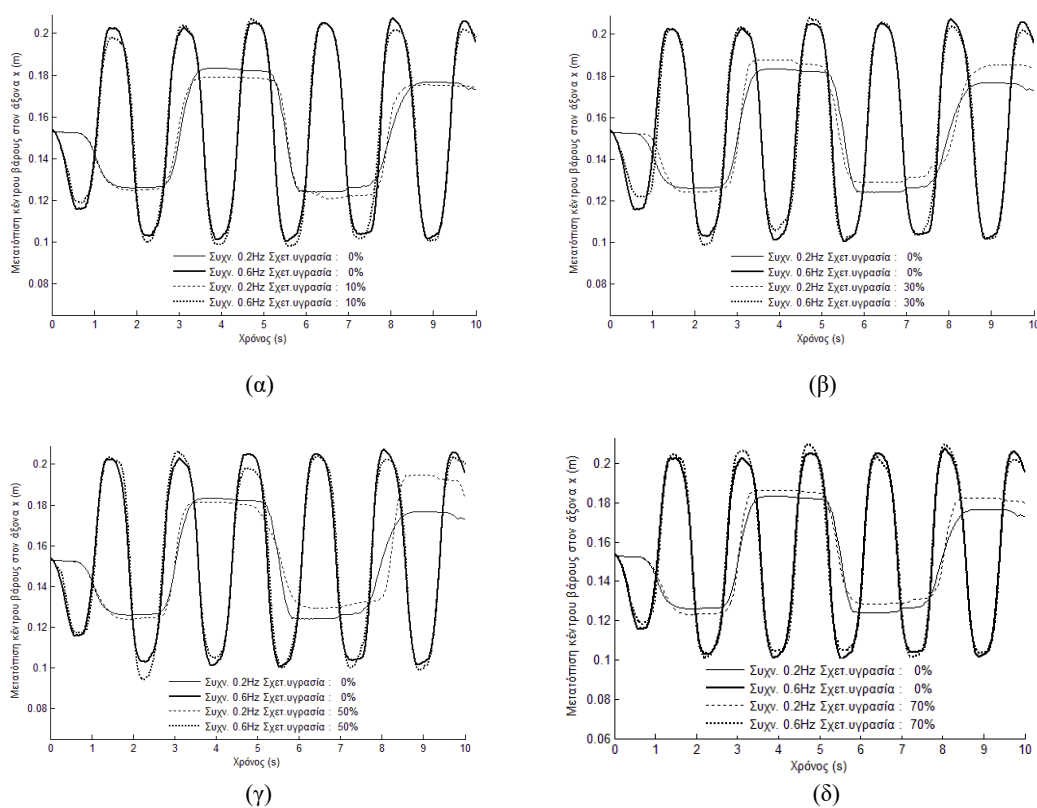 Μετατόπιση κέντρου βάρους στον άξονα x (m)
0.2
0.18
0.16
0.14
0.12
0.1
0.08
Συχν. 0.2Hz Σχετ.υγρασία : 0%
Συχν. 0.6Hz Σχετ.υγρασία : 0%
Συχν. 0.2Hz Σχετ.υγρασία : 10%
Συχν. 0.6Hz Σχετ.υγρασία : 10%
0 1 2 3 4 5 6 7 8 9 10
Χρόνος (s)
(α)
Μετατόπιση κέντρου βάρους στον άξονα x (m)
0.2
0.18
0.16
0.14
0.12
0.1
0.08
Συχν. 0.2Hz Σχετ.υγρασία : 0%
Συχν. 0.6Hz Σχετ.υγρασία : 0%
Συχν. 0.2Hz Σχετ.υγρασία : 30%
Συχν. 0.6Hz Σχετ.υγρασία : 30%
0 1 2 3 4 5 6 7 8 9 10
Χρόνος (s)
(β)
Μετατόπιση κέντρου βάρους στον άξονα x (m)
0.2
0.18
0.16
0.14
0.12
0.1
0.08
Συχν. 0.2Hz Σχετ.υγρασία : 0%
Συχν. 0.6Hz Σχετ.υγρασία : 0%
Συχν. 0.2Hz Σχετ.υγρασία : 50%
Συχν. 0.6Hz Σχετ.υγρασία : 50%
0 1 2 3 4 5 6 7 8 9 10
Χρόνος (s)
(γ)
Μετατόπιση κέντρου βάρους στον άξονα x (m)
0.2
0.18
0.16
0.14
0.12
0.1
0.08
0.06
Συχν. 0.2Hz Σχετ.υγρασία : 0%
Συχν. 0.6Hz Σχετ.υγρασία : 0%
Συχν. 0.2Hz Σχετ.υγρασία : 70%
Συχν. 0.6Hz Σχετ.υγρασία : 70%
0 1 2 3 4 5 6 7 8 9 10
Χρόνος (s)
(δ)